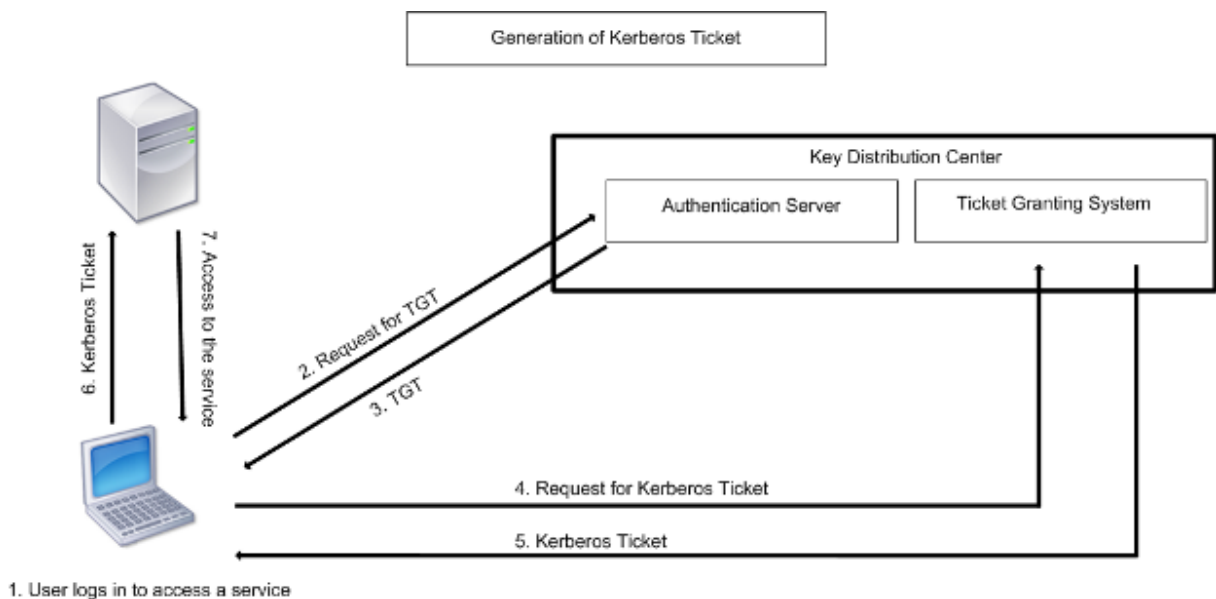 Generation of Kerberos Ticket
Key Distribution Center
Authentication Server
Ticket Granting System
6. Kerberos Ticket
7. Access to the service
2. Request for TGT
3. TGT
4. Request for Kerberos Ticket
5. Kerberos Ticket
1. User logs in to access a service